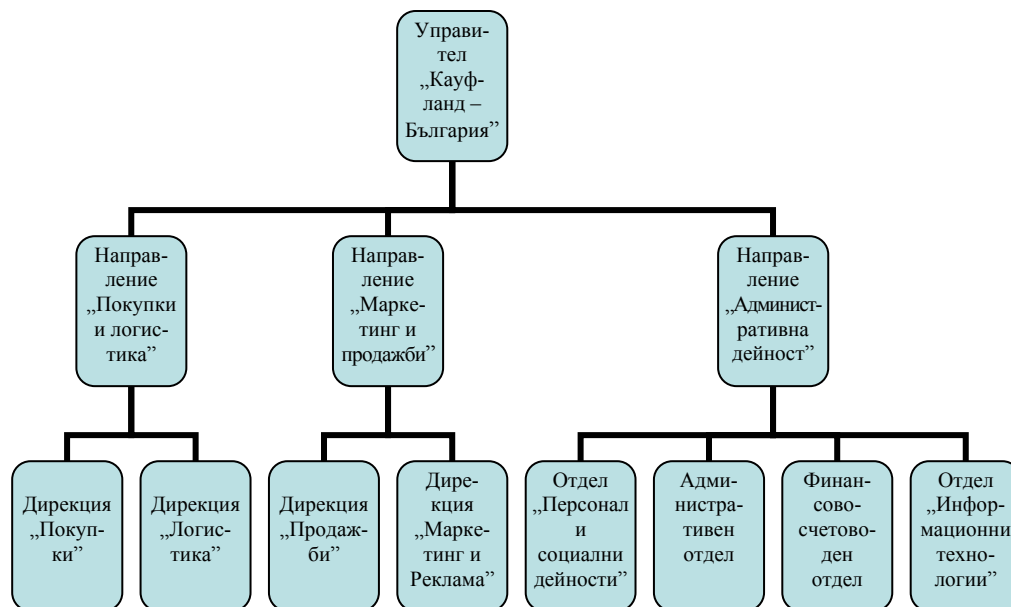 Управи-
тел
„Кауф-
ланд –
България”
Направ-
ление
„Покупки
и логис-
тика”
Направ-
ление
„Марке-
тинг и
продажби”
Направ-
ление
„Админист-
ративна
дейност”
Дирекция
„Покуп-
ки”
Дирекция
„Логис-
тика”
Дирекция
„Продаж-
би”
Дире-
кция
„Марке-
тинг и
Реклама”
Отдел
„Персонал
и
социални
дейности”
Адми-
нистра-
тивен
отдел
Финан-
сово-
счетово-
ден
отдел
Отдел
„Инфор-
мационни
техно-
логии”